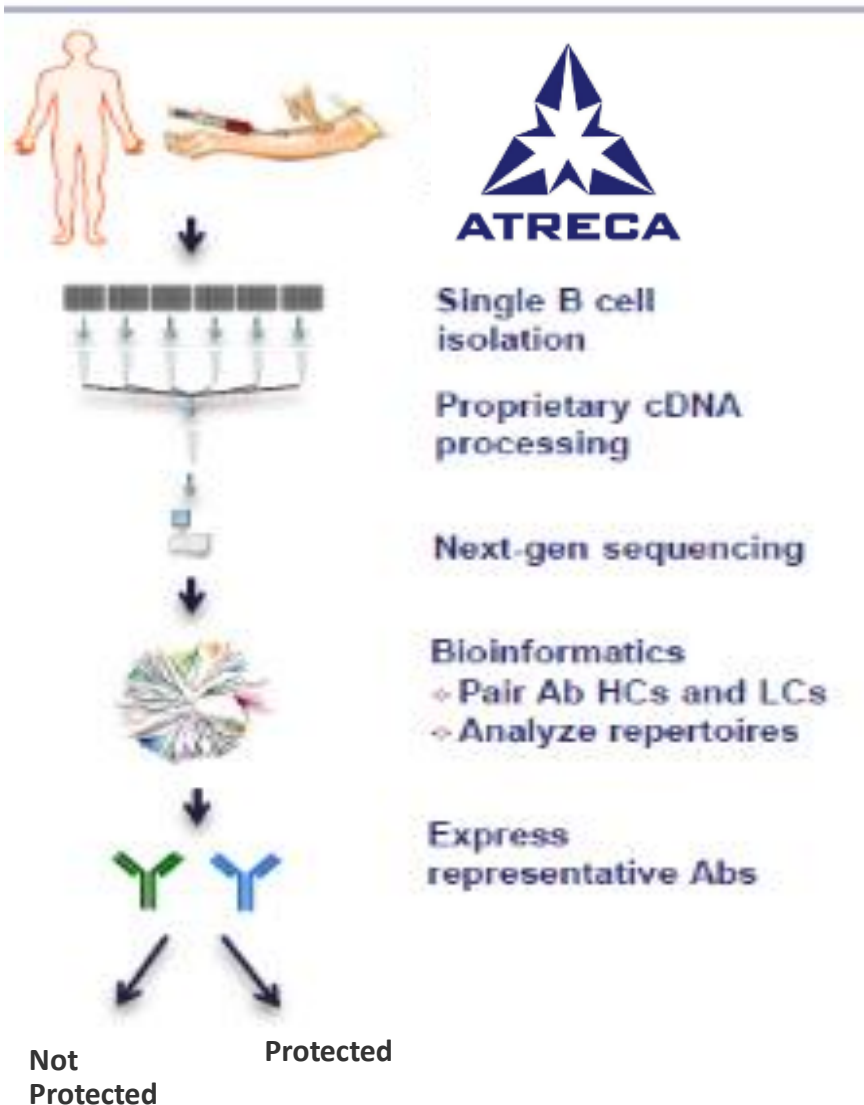 ATRECA
Single B cell
isolation
Proprietary cDNA
processing
Next-gen sequencing
Bioinformatics
Pair Ab HCs and LCs
Analyze repertoires
Express
representative Abs
Not
Protected
Protected